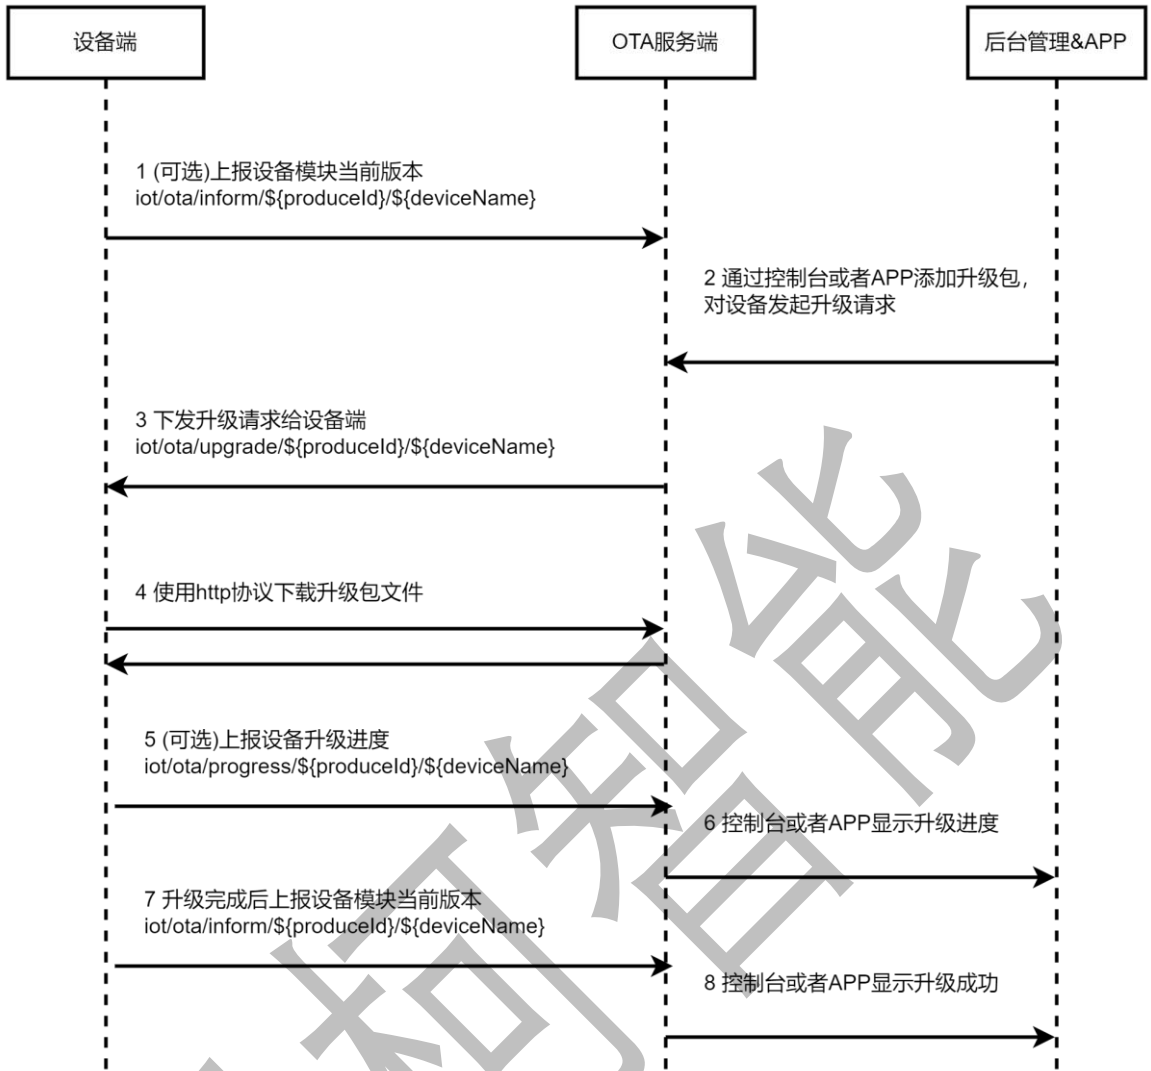 设备端
OTA服务端
后台管理&APP
1 (可选)上报设备模块当前版本
iot/ota/inform/${produceId}/${deviceName}
2 通过控制台或者APP添加升级包,
对设备发起升级请求
3 下发升级请求给设备端
iot/ota/upgrade/${produceId}/${deviceName}
4 使用http协议下载升级包文件
5 (可选)上报设备升级进度
iot/ota/progress/${produceId}/${deviceName}
6 控制台或者APP显示升级进度
7 升级完成后上报设备模块当前版本
iot/ota/inform/${produceId}/${deviceName}
8 控制台或者APP显示升级成功
柯智能